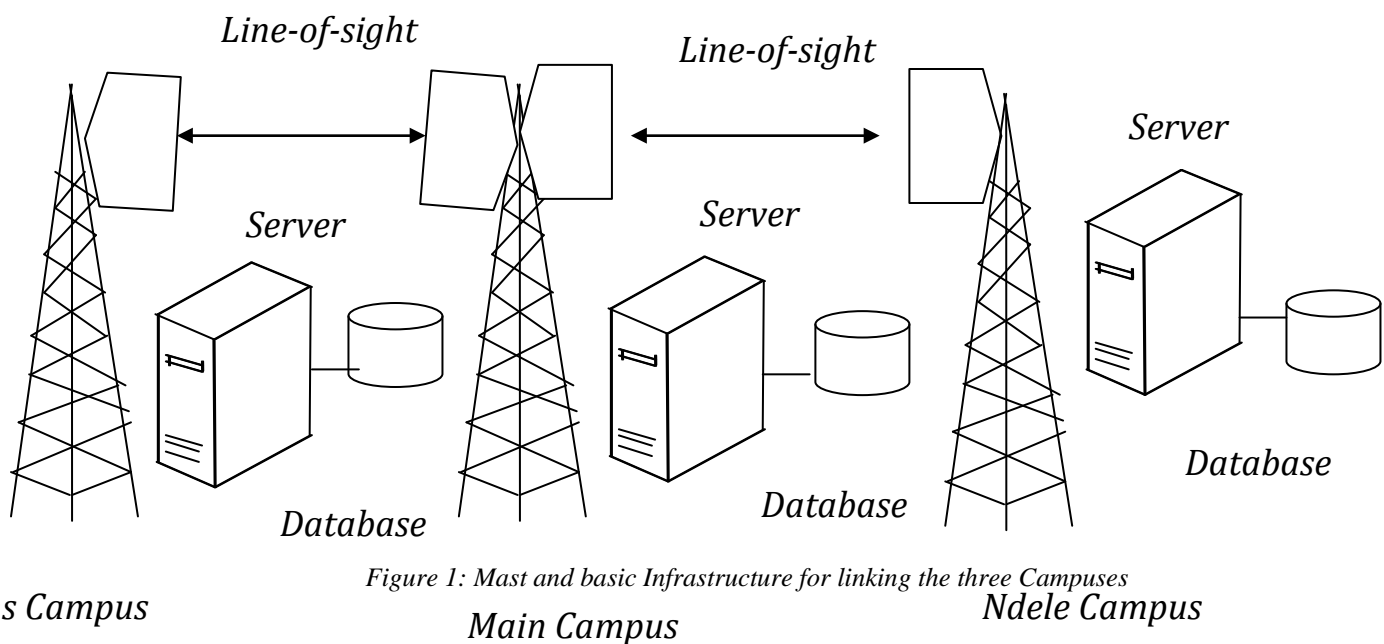 Line-of-sight
Line-of-sight
Server
Server
Server
Database
Database
Database
Figure 1: Mast and basic Infrastructure for linking the three Campuses
s Campus
Main Campus
Ndele Campus